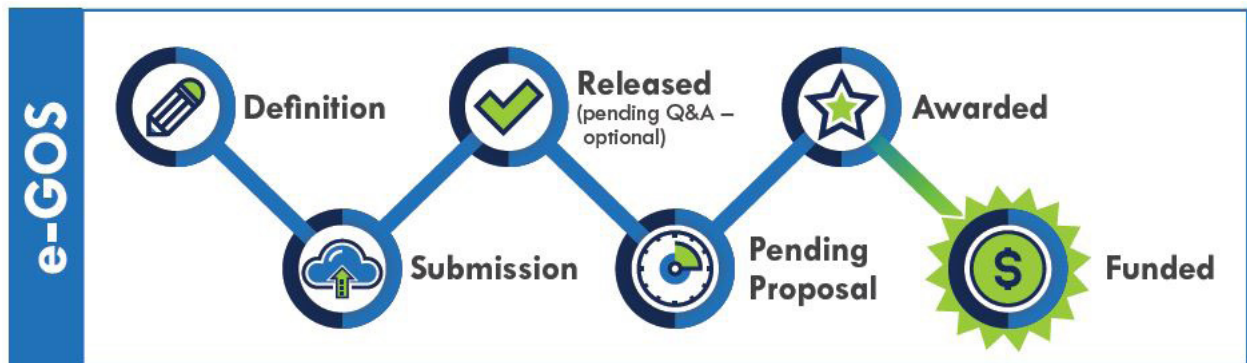 e-GOS
Definition
Submission
Released
(pending Q&A –
optional)
Pending
Proposal
Awarded
$
Funded